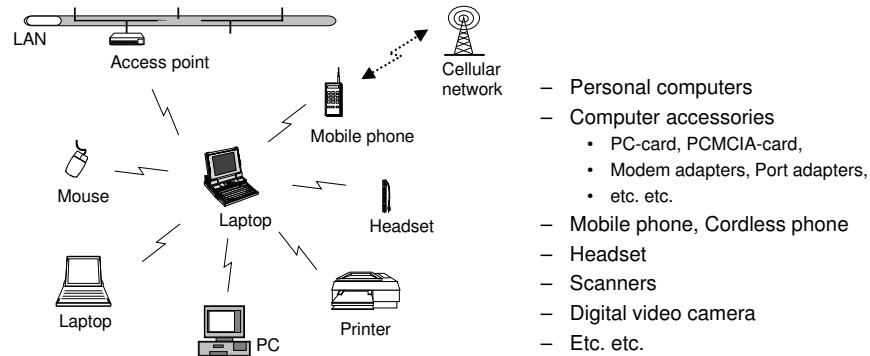 LAN
Access point
Cellular
network
Mobile phone
Mouse
Laptop
Headset
Laptop
PC
Printer
– Personal computers
– Computer accessories
• PC-card, PCMCIA-card,
• Modem adapters, Port adapters,
• etc. etc.
– Mobile phone, Cordless phone
– Headset
– Scanners
– Digital video camera
– Etc. etc.